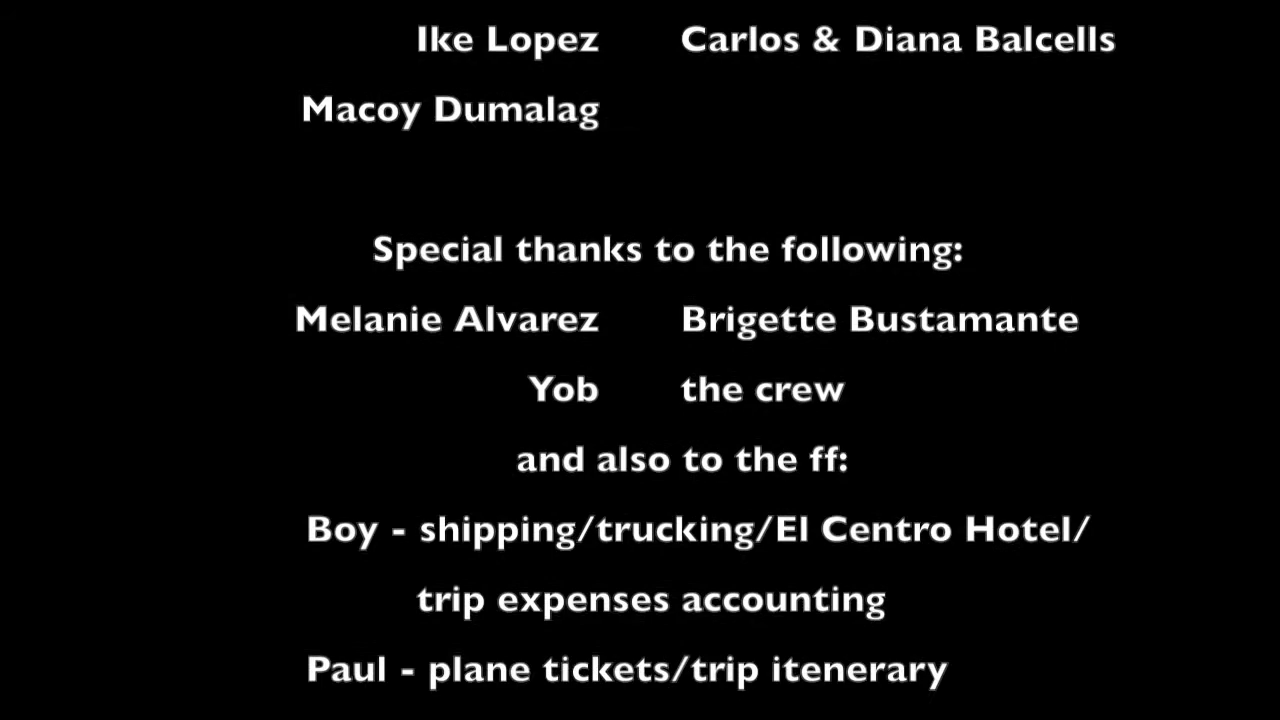 Ike Lopez Carlos & Diana Balcells
Macoy Dumalag
Special thanks to the following:
Melanie Alvarez Brigette Bustamante
Yob the crew
and also to the ff:
Boy - shipping/trucking/El Centro Hotel/
trip expenses accounting
Paul - plane tickets/trip itenerary